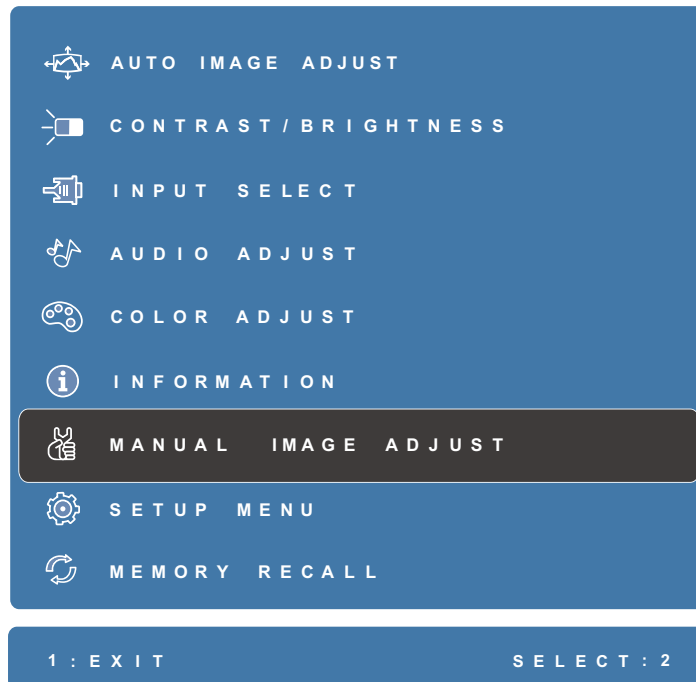 AUTO IMAGE ADJUST
CONTRAST/BRIGHTNESS
INPUT SELECT
AUDIO ADJUST
COLOR ADJUST
INFORMATION
MANUAL IMAGE ADJUST
SETUP MENU
MEMORY RECALL
1:EXIT SELECT:2